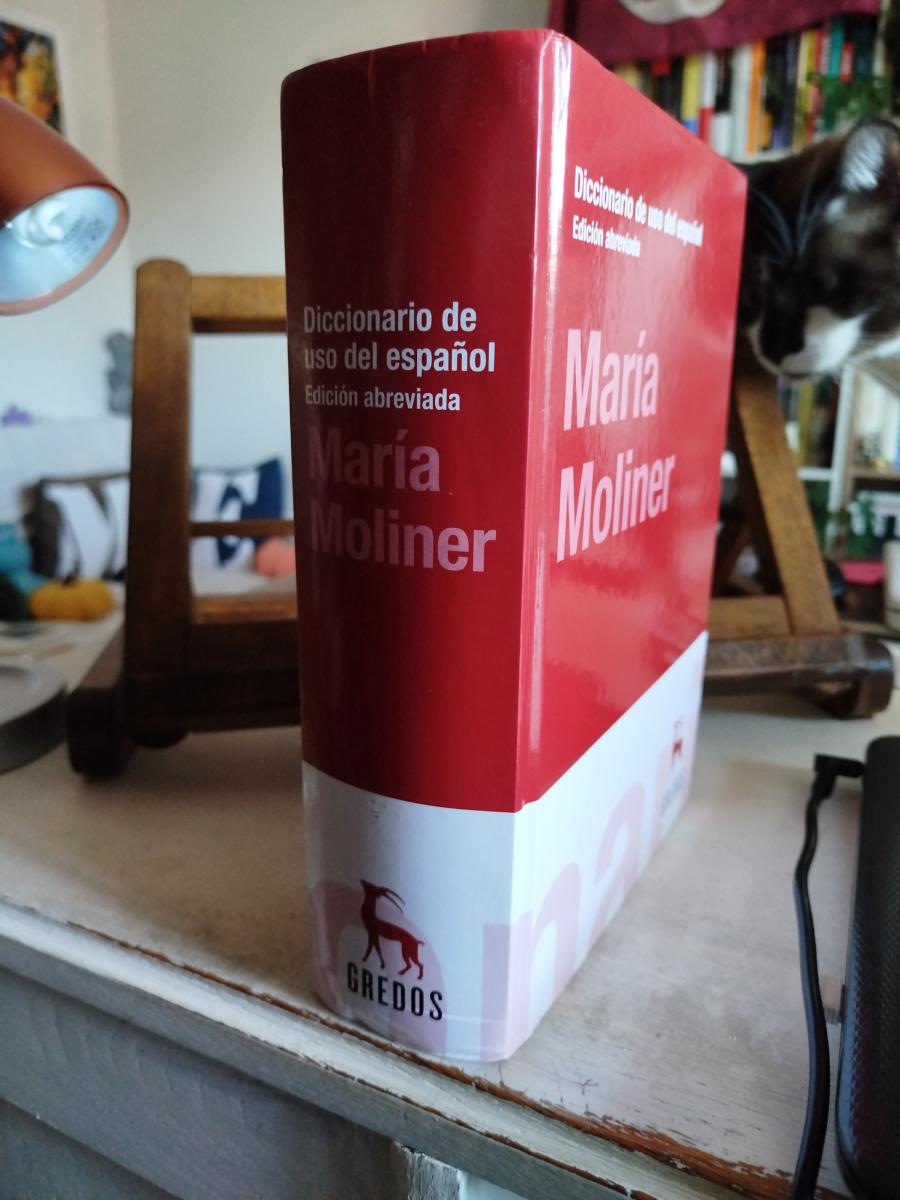 Diccionario de
uso del español
Edición abreviada
María
Moliner
GREDOS
Diccionario de uso del español
Edición abreviada
María
Moliner
na